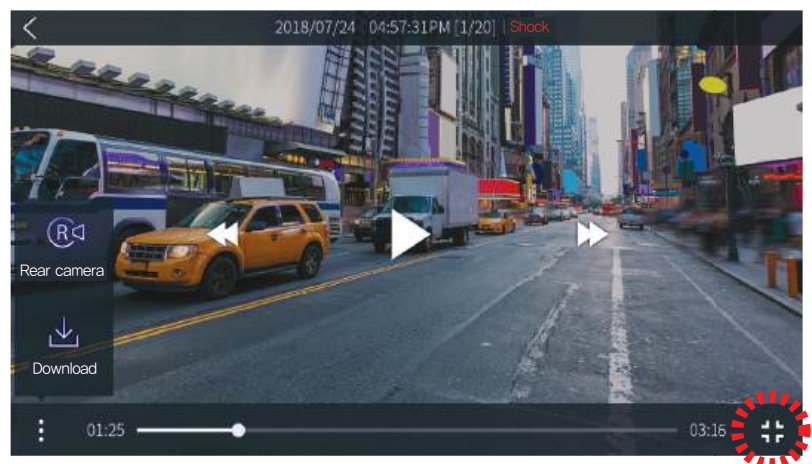 2018/07/24 04:57:31PM [1/20] | Shock
R
Rear camera
Download
01:25
03:16